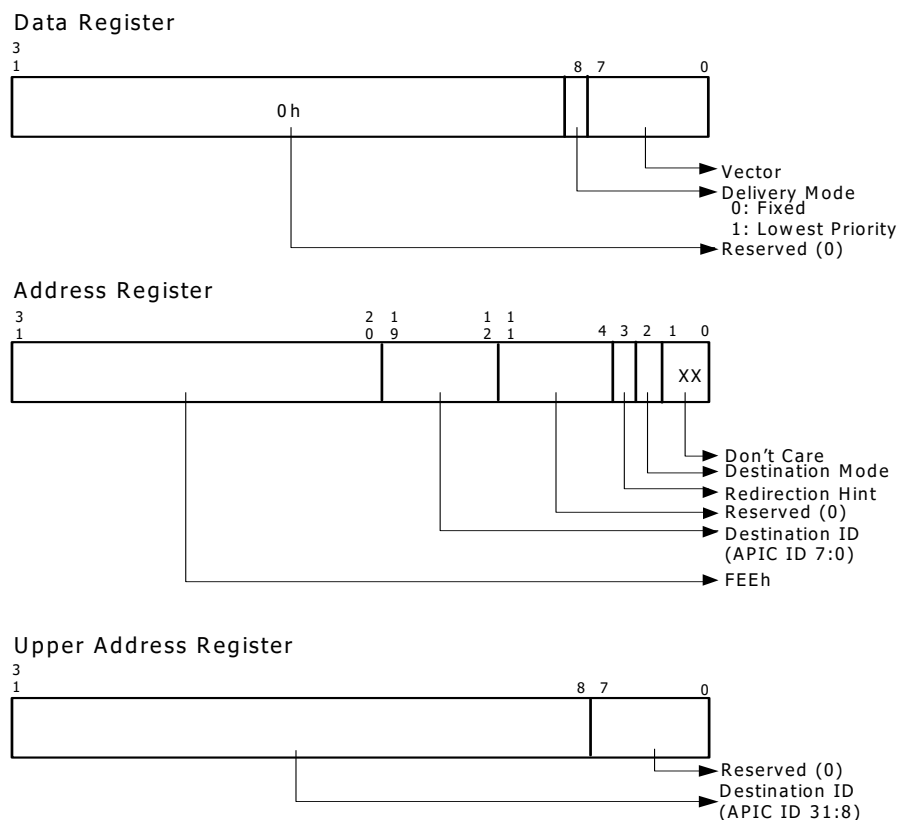 Data Register
3
1 8 7 0
0h
Vector
Delivery Mode
0: Fixed
1: Lowest Priority
Reserved (0)
Address Register
3 2 1 1 1
1 0 9 2 1 4 3 2 1 0
XX
Don't Care
Destination Mode
Redirection Hint
Reserved (0)
Destination ID
(APIC ID 7:0)
FEEh
Upper Address Register
3
1 8 7 0
Reserved (0)
Destination ID
(APIC ID 31:8)